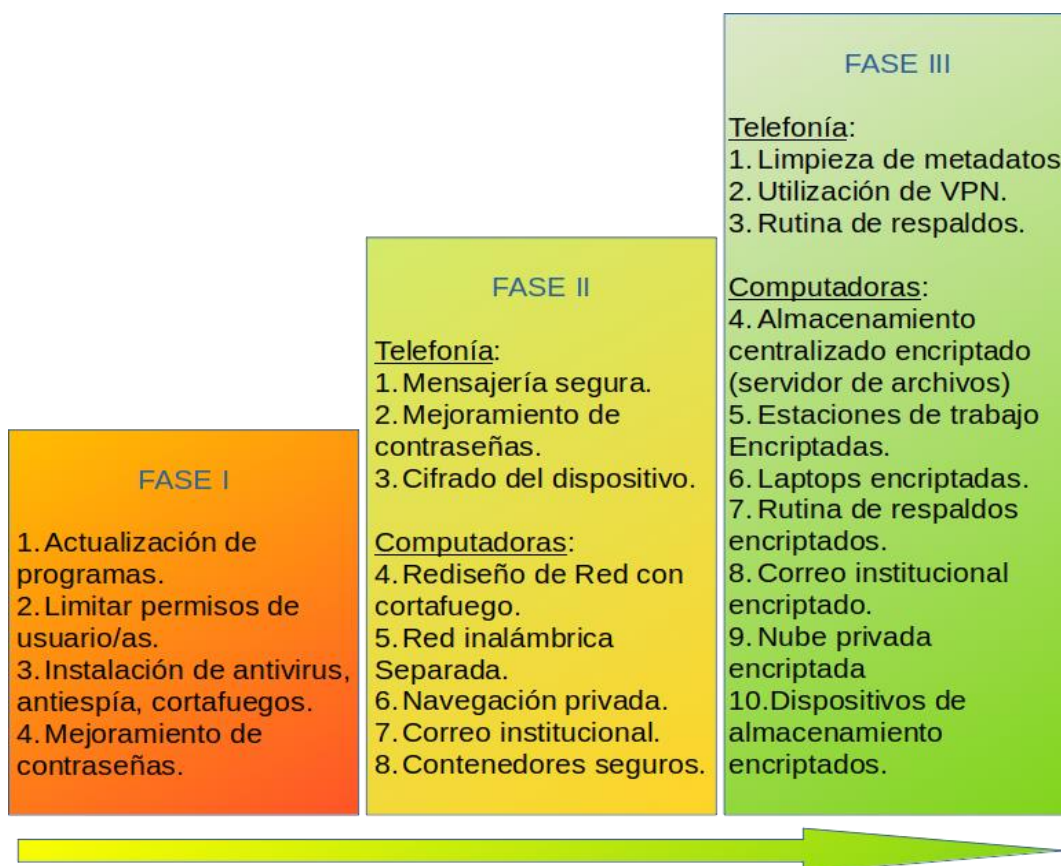 FASE I
1. Actualización de
programas.
2. Limitar permisos de
usuario/as.
3. Instalación de antivirus,
antiespía, cortafuegos.
4. Mejoramiento de
contraseñas.
FASE II
Telefonía:
1. Mensajería segura.
2. Mejoramiento de
contraseñas.
3. Cifrado del dispositivo.
Computadoras:
4. Rediseño de Red con
cortafuego.
5. Red inalámbrica
Separada.
6. Navegación privada.
7. Correo institucional.
8. Contenedores seguros.
FASE III
Telefonía:
1. Limpieza de metadatos
2. Utilización de VPN.
3. Rutina de respaldos.
Computadoras:
4. Almacenamiento
centralizado encriptado
(servidor de archivos)
5. Estaciones de trabajo
Encriptadas.
6. Laptops encriptadas.
7. Rutina de respaldos
encriptados.
8. Correo institucional
encriptado.
9. Nube privada
encriptada
10.Dispositivos de
almacenamiento
encriptados.